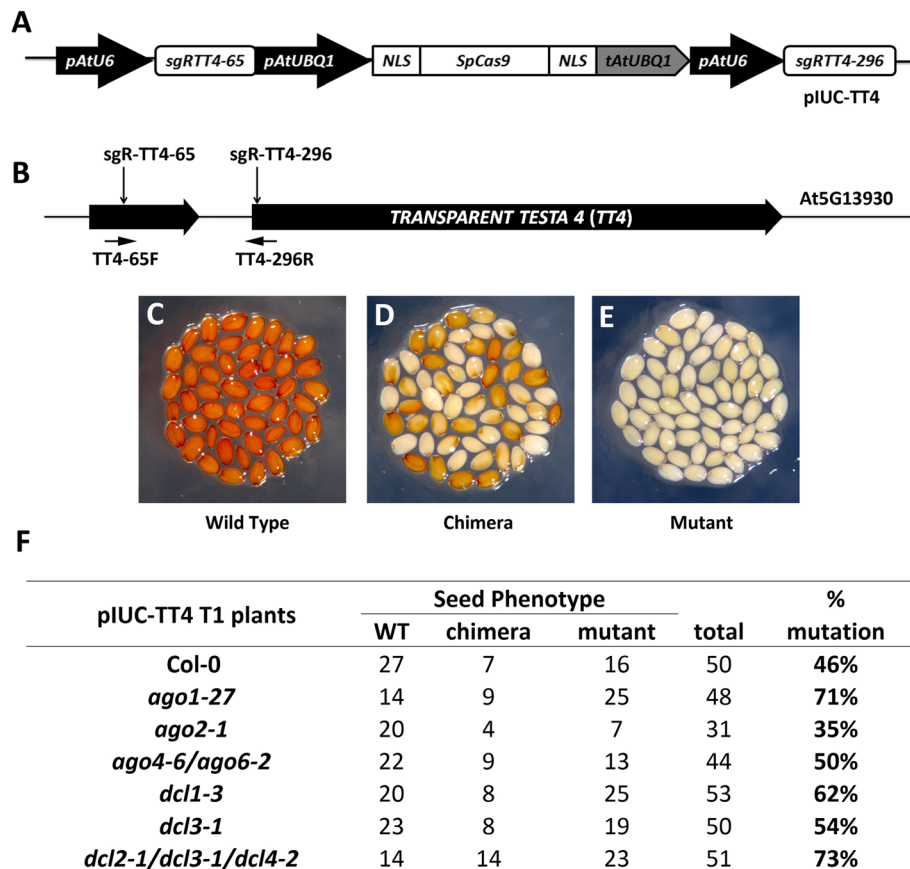 A
pAtU6 sgRTT4-65 pAtUBQ1 NLS SpCas9 NLS tAtUBQ1 pAtU6 sgRTT4-296
pIUC-TT4
B
sgR-TT4-65 sgR-TT4-296
TRANSPARENT TESTA 4 (TT4)
At5G13930
TT4-65F TT4-296R
C D E
Wild Type Chimera Mutant
F
pIUC-TT4 T1 plants Seed Phenotype total % mutation
WT chimera mutant
Col-0 27 7 16 50 46%
ago1-27 14 9 25 48 71%
ago2-1 20 4 7 31 35%
ago4-6/ago6-2 22 9 13 44 50%
dcl1-3 20 8 25 53 62%
dcl3-1 23 8 19 50 54%
dcl2-1/dcl3-1/dcl4-2 14 14 23 51 73%